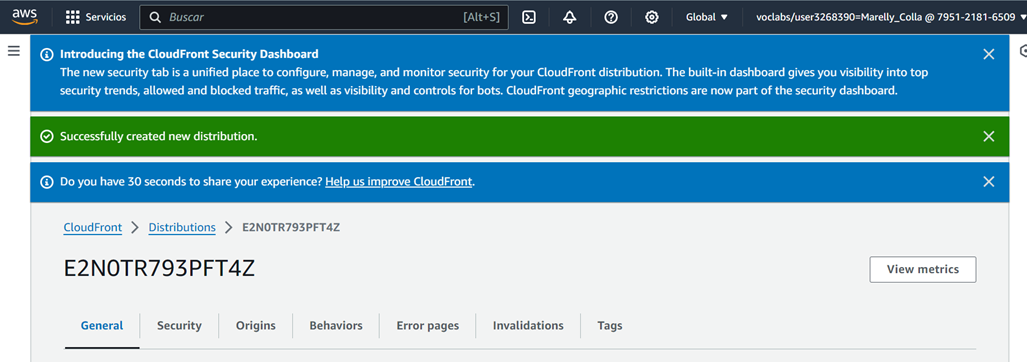 aws
Servicios
Buscar
[Alt+S]
Global
voclabs/user3268390=Marelly_Colla @ 7951-2181-6509
Introducing the CloudFront Security Dashboard
The new security tab is a unified place to configure, manage, and monitor security for your CloudFront distribution. The built-in dashboard gives you visibility into top
security trends, allowed and blocked traffic, as well as visibility and controls for bots. CloudFront geographic restrictions are now part of the security dashboard.
Successfully created new distribution.
Do you have 30 seconds to share your experience? Help us improve CloudFront.
CloudFront
Distributions
E2N0TR793PFT4Z
E2N0TR793PFT4Z
View metrics
General
Security
Origins
Behaviors
Error pages
Invalidations
Tags